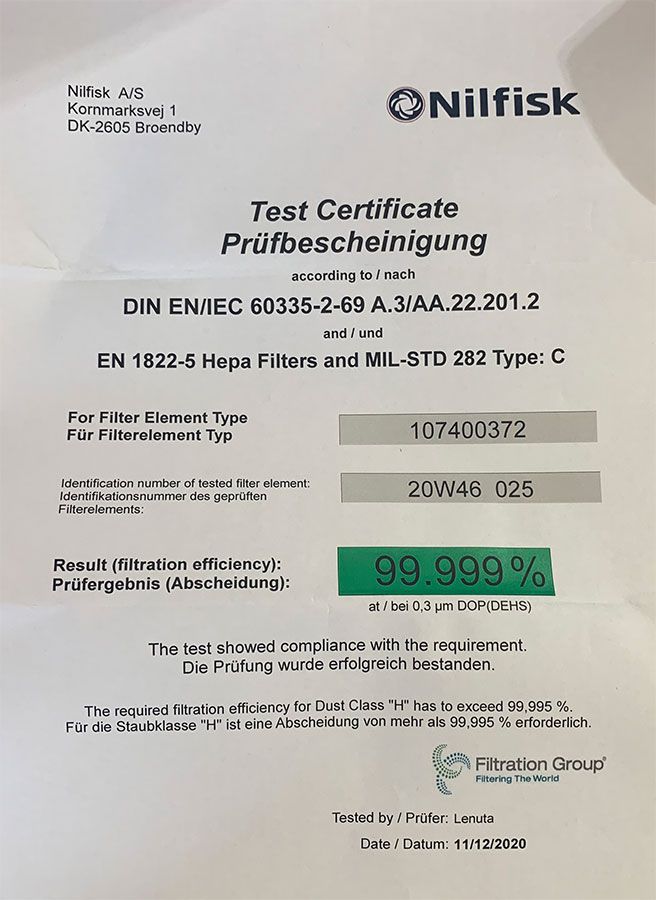 Nilfisk A/S
Kornmarksvej 1
DK-2605 Broendby
Nilfisk
Test Certificate
Prüfbescheinigung
according to / nach
DIN EN/IEC 60335-2-69 A.3/AA.22.201.2
and / und
EN 1822-5 Hepa Filters and MIL-STD 282 Type: C
For Filter Element Type
Für Filterelement Typ
107400372
Identification number of tested filter element:
Identifikationsnummer des geprüften
Filterelements:
20W46 025
Result (filtration efficiency):
Prüfergebnis (Abscheidung):
99.999%
at / bei 0,3 µm DOP(DEHS)
The test showed compliance with the requirement.
Die Prüfung wurde erfolgreich bestanden.
The required filtration efficiency for Dust Class "H" has to exceed 99,995 %.
Für die Staubklasse "H" ist eine Abscheidung von mehr als 99,995 % erforderlich.
Filtration Group®
Filtering The World
Tested by / Prüfer: Lenuta
Date / Datum: 11/12/2020